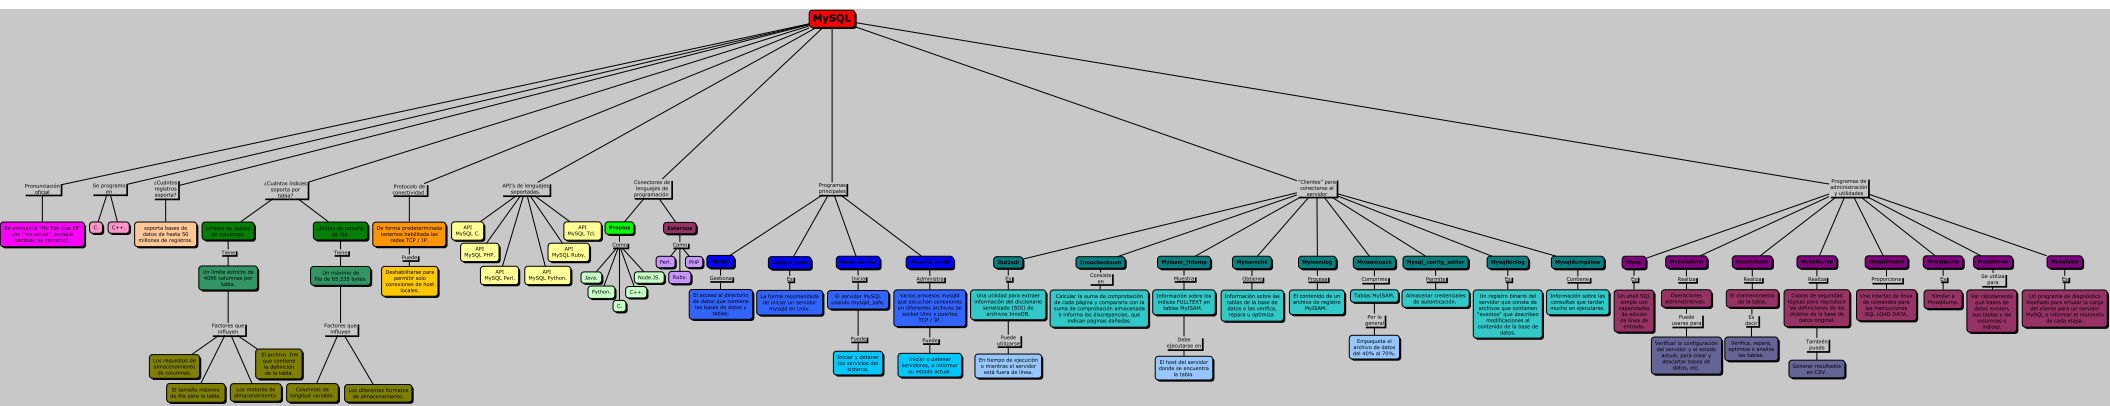 MySQL
Pronunciación
oficial
Se pronuncia "My Ess Que Ell"
(no "my sicuel", aunque
también es correcto).
Se programo
en
C.
C++.
¿Cuántos
registros
soporta?
soporta bases de
datos de hasta 50
millones de registros.
¿Cuántos índices
soporta por
tabla?
Límites de conteo
de columnas.
Tiene
Un límite estricto de
4096 columnas por
tabla.
Factores que
influyen
Los requisitos de
almacenamiento
de columnas.
El tamaño máximo
de fila para la tabla.
Los motores de
almacenamiento.
El archivo .frm
que contiene
la definición
de la tabla.
Límites de tamaño
de fila.
Tiene
Un máximo de
fila de 65,535 bytes.
Factores que
influyen
Columnas de
longitud variable.
Los diferentes formatos
de almacenamiento.
Protocolo de
conectividad
De forma predeterminada
tenemos habilitada las
redes TCP / IP.
Puede
Deshabilitarse para
permitir solo
conexiones de host
locales.
API's de lenguajes
soportadas.
API
MySQL C.
API
MySQL PHP.
API
MySQL Perl.
API
MySQL Python.
API
MySQL Ruby.
API
MySQL Tcl.
Conectores de
lenguajes de
programación
Propios
Como
Java.
Python.
C.
C++.
Node.JS.
Externos
Como
Perl.
Ruby.
PHP
Programas
principales
Mysqld
Gestiona
El acceso al directorio
de datos que contiene
las bases de datos y
tablas.
Mysqld_safe
Es
La forma recomendada
de iniciar un servidor
mysqld en Unix.
Mysql.server
Inicia
El servidor MySQL
usando mysqld_safe.
Puede
Iniciar y detener
los servicios del
sistema.
Mysqld_multi
Administra
Varios procesos mysqld
que escuchan conexiones
en diferentes archivos de
socket Unix y puertos
TCP / IP.
Puede
Iniciar o detener
servidores, o informar
su estado actual.
"Clientes" para
conectarse al
servidor
Ibd2sdi
Es
Una utilidad para extraer
información del diccionario
serializado (SDI) de
archivos InnoDB.
Puede
utilizarse
En tiempo de ejecución
o mientras el servidor
está fuera de línea.
Innochecksum
Consiste
en
Calcular la suma de comprobación
de cada página y compararla con la
suma de comprobación almacenada
e informa las discrepancias, que
indican páginas dañadas.
Myisam_ftdump
Muestra
Información sobre los
índices FULLTEXT en
tablas MyISAM.
Debe
ejecutarse en
El host del servidor
donde se encuentra
la tabla.
Myisamchk
Obtiene
Información sobre las
tablas de la base de
datos o las verifica,
repara u optimiza.
Myisamlog
Procesa
El contenido de un
archivo de registro
MyISAM.
Myisampack
Comprime
Tablas MyISAM.
Por lo
general
Empaqueta el
archivo de datos
del 40% al 70%.
Mysql_config_editor
Permite
Almacenar credenciales
de autenticación.
Mysqlbinlog
Es
Un registro binario del
servidor que consta de
archivos que contienen
"eventos" que describen
modificaciones al
contenido de la base de
datos.
Mysqldumpslow
Contiene
Información sobre las
consultas que tardan
mucho en ejecutarse.
Programas de
administración
y utilidades
Mysql
Es
Un shell SQL
con
capacidades
de edición
de línea de
entrada.
Mysqladmin
Realiza
Operaciones
administrativas.
Puede
usarse para
Verificar la configuración
del servidor y el estado
actual, para crear y
descartar bases de
datos, etc.
Mysqlcheck
Realiza
El mantenimiento
de la tabla.
Es
decir
Verifica, repara,
optimiza o analiza
las tablas.
Mysqldump
Realiza
Copias de seguridad
lógicas para reproducir
las definiciones de los
objetos de la base de
datos original.
También
puede
Generar resultados
en CSV.
Mysqlimport
Proporciona
Una interfaz de línea
de comandos para
las instrucciones
SQL LOAD DATA.
Mysqlpump
Es
Similar a
Mysqldump.
Mysqlshow
Se utiliza
para
Ver rápidamente
qué bases de
datos existen,
sus tablas y las
columnas o
índices.
Mysqlslap
Es
Un programa de diagnóstico
diseñado para emular la carga
del cliente para un servidor
MySQL e informar el momento
de cada etapa.